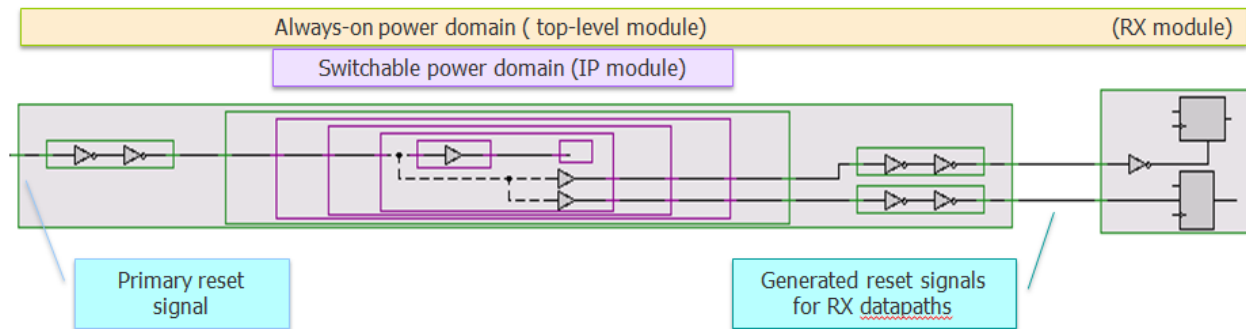 Always-on power domain ( top-level module)
(RX module)
Switchable power domain (IP module)
Primary reset
signal
Generated reset signals
for RX datapaths